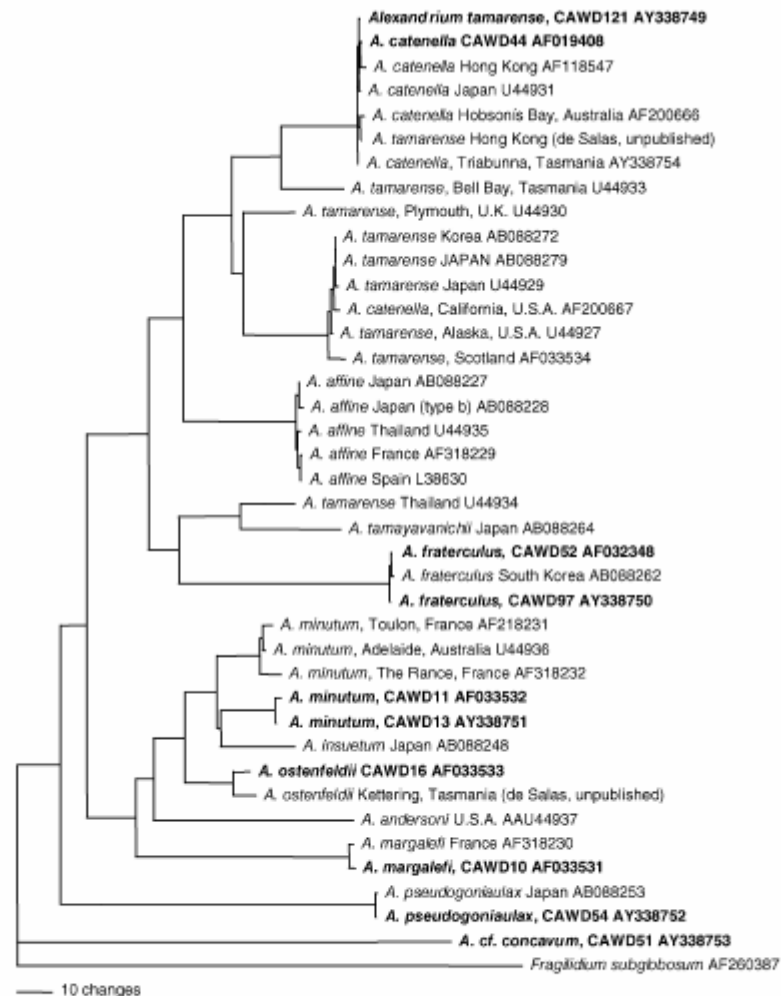 Alexandrium tamarense, CAWD121 AY338749
A. catenella CAWD44 AF019408
A. catenella Hong Kong AF118547
A. catenella Japan U44931
A. catenella Hobsonís Bay, Australia AF200666
A. tamarense Hong Kong (de Salas, unpublished)
A. catenella, Triabunna, Tasmania AY338754
A. tamarense, Bell Bay, Tasmania U44933
A. tamarense, Plymouth, U.K. U44930
A. tamarense Korea AB088272
A. tamarense JAPAN AB088279
A. tamarense Japan U44929
A. catenella, California, U.S.A. AF200667
A. tamarense, Alaska, U.S.A. U44927
A. tamarense, Scotland AF033534
A. affine Japan AB088227
A. affine Japan (type b) AB088228
A. affine Thailand U44935
A. affine France AF318229
A. affine Spain L38630
A. tamarense Thailand U44934
A. tamayavanichii Japan AB088264
A. fraterculus, CAWD52 AF032348
A. fraterculus South Korea AB088262
A. fraterculus, CAWD97 AY338750
A. minutum, Toulon, France AF218231
A. minutum, Adelaide, Australia U44936
A. minutum, The Rance, France AF318232
A. minutum, CAWD11 AF033532
A. minutum, CAWD13 AY338751
A. insuetum Japan AB088248
A. ostenfeldii CAWD16 AF033533
A. ostenfeldii Kettering, Tasmania (de Salas, unpublished)
A. andersoni U.S.A. AAU44937
A. margalefi France AF318230
A. margalefi, CAWD10 AF033531
A. pseudogoniaulax Japan AB088253
A. pseudogoniaulax, CAWD54 AY338752
A. cf. concavum, CAWD51 AY338753
Fragilidium subglobosum AF260387
10 changes